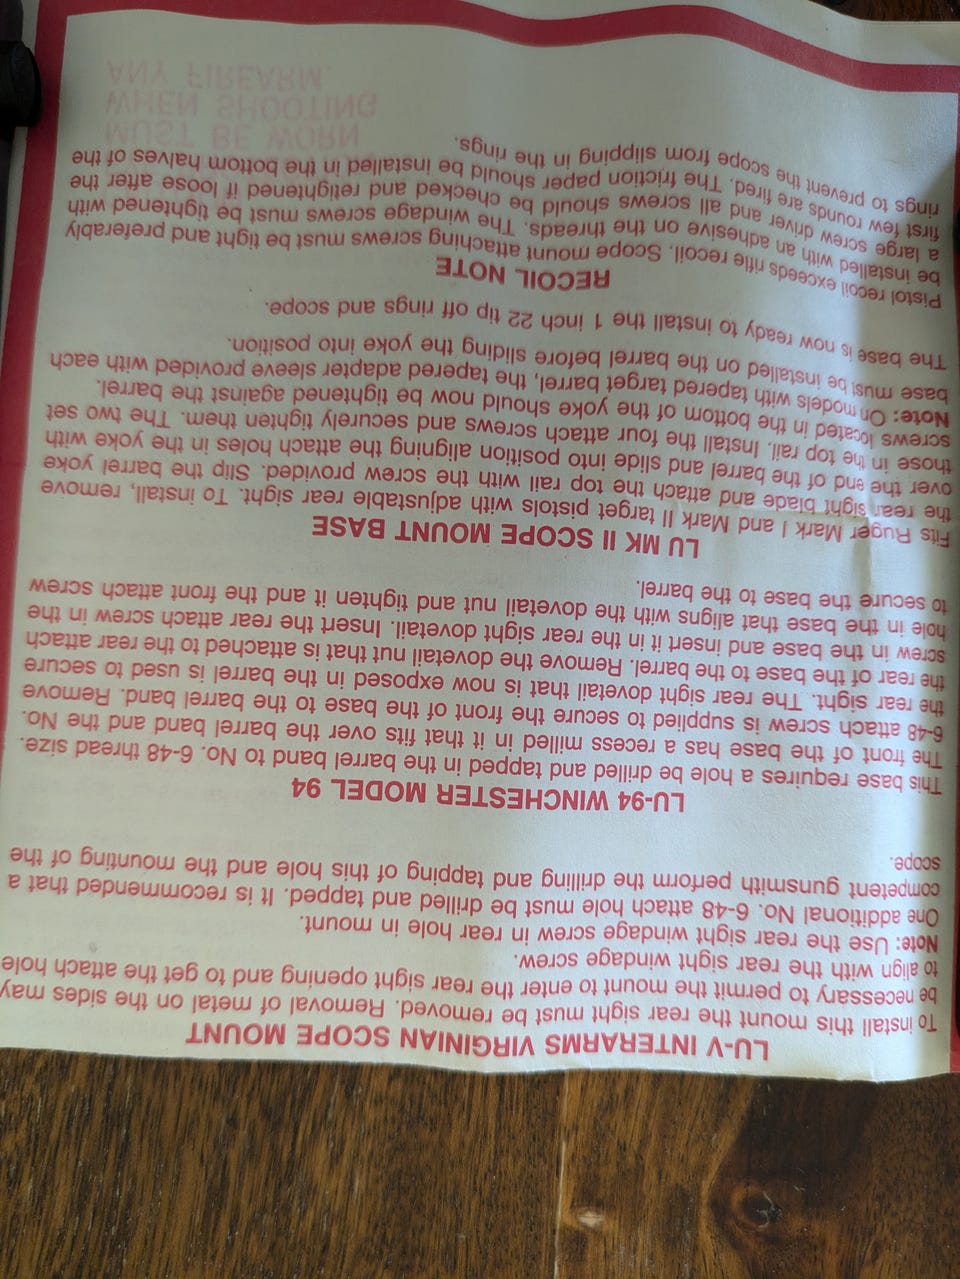 LU-V INTERARMS VIRGINIAN SCOPE MOUNT
To install this mount the rear sight must be removed. Removal of metal on the sides may
be necessary to permit the mount to enter the rear sight opening and to get the attach hole
to align with the rear sight windage screw.
Note: Use the rear sight windage screw in rear hole in mount.
One additional No. 6-48 attach hole must be drilled and tapped. It is recommended that a
competent gunsmith perform the drilling and tapping of this hole and the mounting of the
scope.
LU-94 WINCHESTER MODEL 94
This base requires a hole be drilled and tapped in the barrel band to No. 6-48 thread size.
The front of the base has a recess milled in it that fits over the barrel band and the No.
6-48 attach screw is supplied to secure the front of the base to the barrel band. Remove
the rear sight. The rear sight dovetail that is now exposed in the barrel is used to secure
the rear of the base to the barrel. Remove the dovetail nut that is attached to the rear attach
screw in the base and insert it in the rear sight dovetail. Insert the rear attach screw in the
hole in the base that aligns with the dovetail nut and tighten it and the front attach screw
to secure the base to the barrel.
LU MK II SCOPE MOUNT BASE
Fits Ruger Mark I and Mark II target pistols with adjustable rear sight. To install, remove
the rear sight blade and attach the top rail with the screw provided. Slip the barrel yoke
over the end of the barrel and slide into position aligning the attach holes in the yoke with
those in the top rail. Install the four attach screws and securely tighten them. The two set
screws located in the bottom of the yoke should now be tightened against the barrel.
Note: On models with tapered target barrel, the tapered adapter sleeve provided with each
base must be installed on the barrel before sliding the yoke into position.
The base is now ready to install the 1 inch 22 tip off rings and scope.
RECOIL NOTE
Pistol recoil exceeds rifle recoil. Scope mount attaching screws must be tight and preferably
be installed with an adhesive on the threads. The windage screws must be tightened with
a large screw driver and all screws should be checked and retightened if loose after the
first few rounds are fired. The friction paper should be installed in the bottom halves of the
rings to prevent the scope from slipping in the rings.
MUST BE WORN
WHEN SHOOTING
ANY FIREARM.